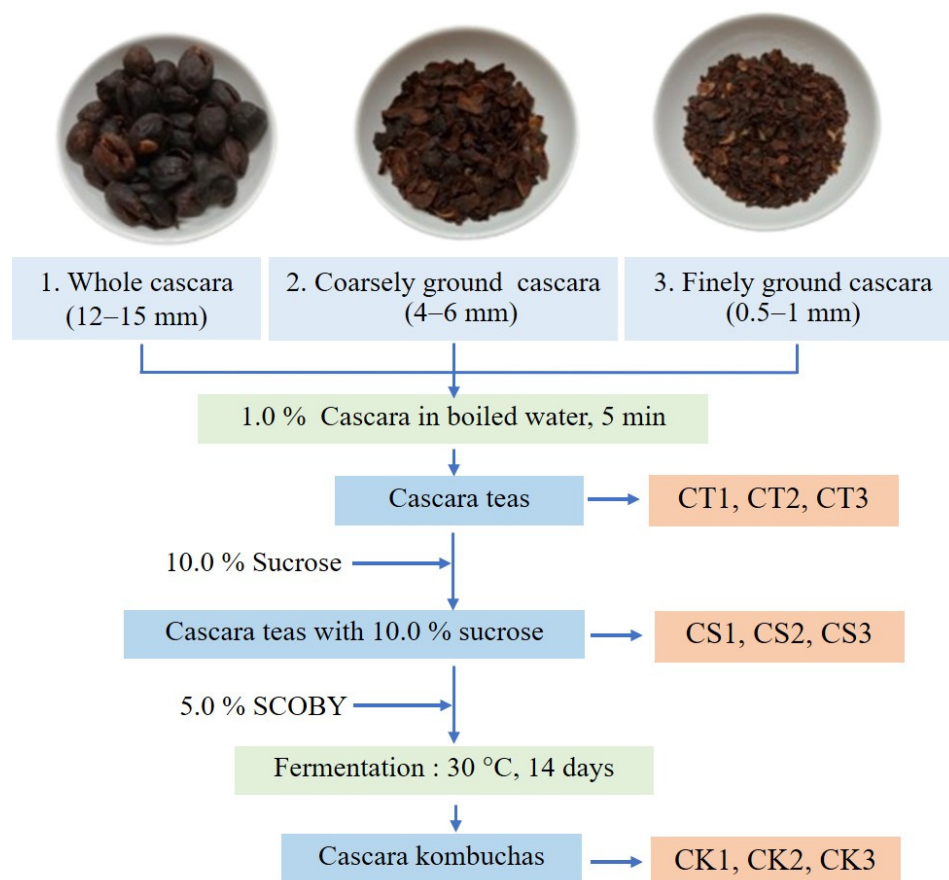 1. Whole cascara
(12–15 mm)
2. Coarsely ground cascara
(4–6 mm)
3. Finely ground cascara
(0.5–1 mm)
1.0 % Cascara in boiled water, 5 min
Cascara teas
CT1, CT2, CT3
10.0 % Sucrose
Cascara teas with 10.0 % sucrose
CS1, CS2, CS3
5.0 % SCOBY
Fermentation : 30 °C, 14 days
Cascara kombuchas
CK1, CK2, CK3